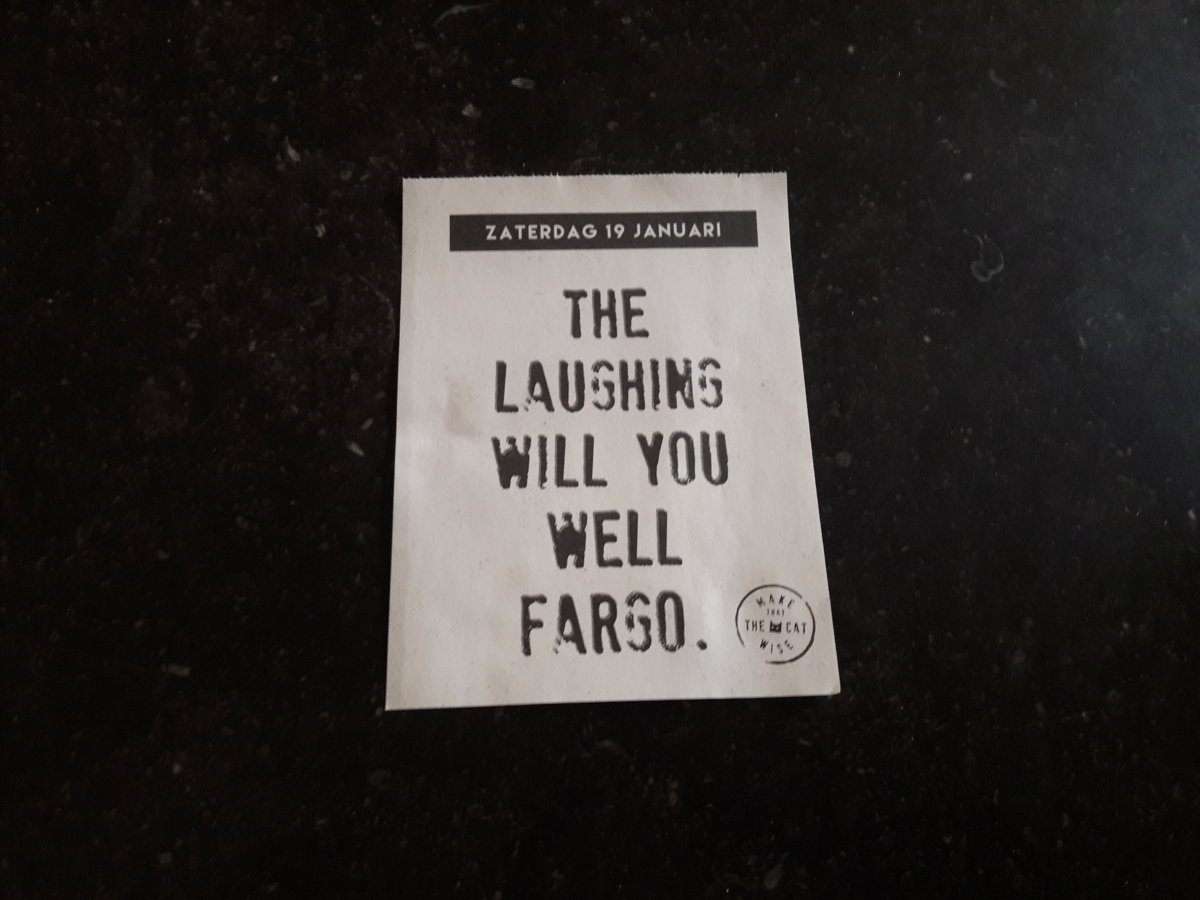 ZATERDAG 19 JANUARI
THE
LAUGHING
WILL YOU
WELL
FARGO.
MAKE
THAT
THE CAT
WISE